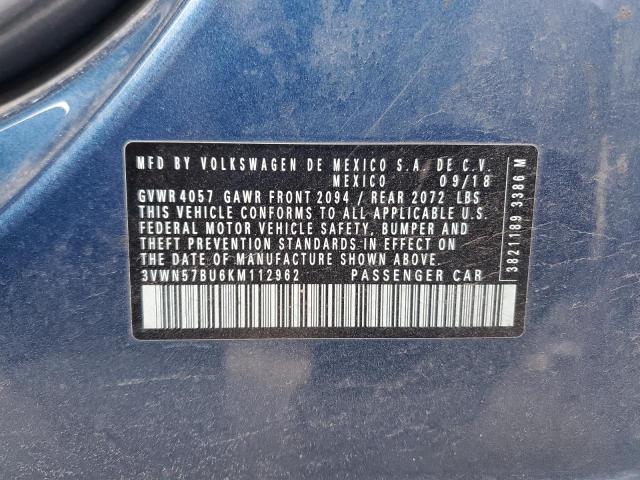 MFD BY VOLKSWAGEN DE MEXICO S.A. DE C.V.
MEXICO 09/18
GVWR 4057 GAWR FRONT 2094 / REAR 2072 LBS
THIS VEHICLE CONFORMS TO ALL APPLICABLE U.S.
FEDERAL MOTOR VEHICLE SAFETY, BUMPER AND
THEFT PREVENTION STANDARDS IN EFFECT ON
THE DATE OF MANUFACTURE SHOWN ABOVE.
3VWN57BU6KM112962 PASSENGER CAR
3821189 3386 M